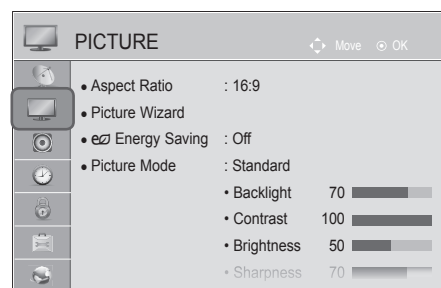 PICTURE Move OK
• Aspect Ratio : 16:9
• Picture Wizard
• Energy Saving : Off
• Picture Mode : Standard
• Backlight 70
• Contrast 100
• Brightness 50
• Sharpness 70